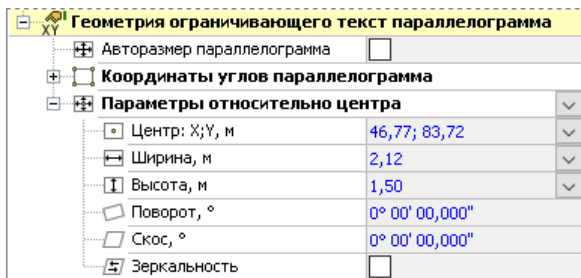 XY Геометрия ограничивающего текст параллелограмма
Авторазмер параллелограмма
Координаты углов параллелограмма
Параметры относительно центра
Центр: X;Y, м 46,77; 83,72
Ширина, м 2,12
Высота, м 1,50
Поворот, ° 0° 00' 00,000"
Скос, ° 0° 00' 00,000"
Зеркальность